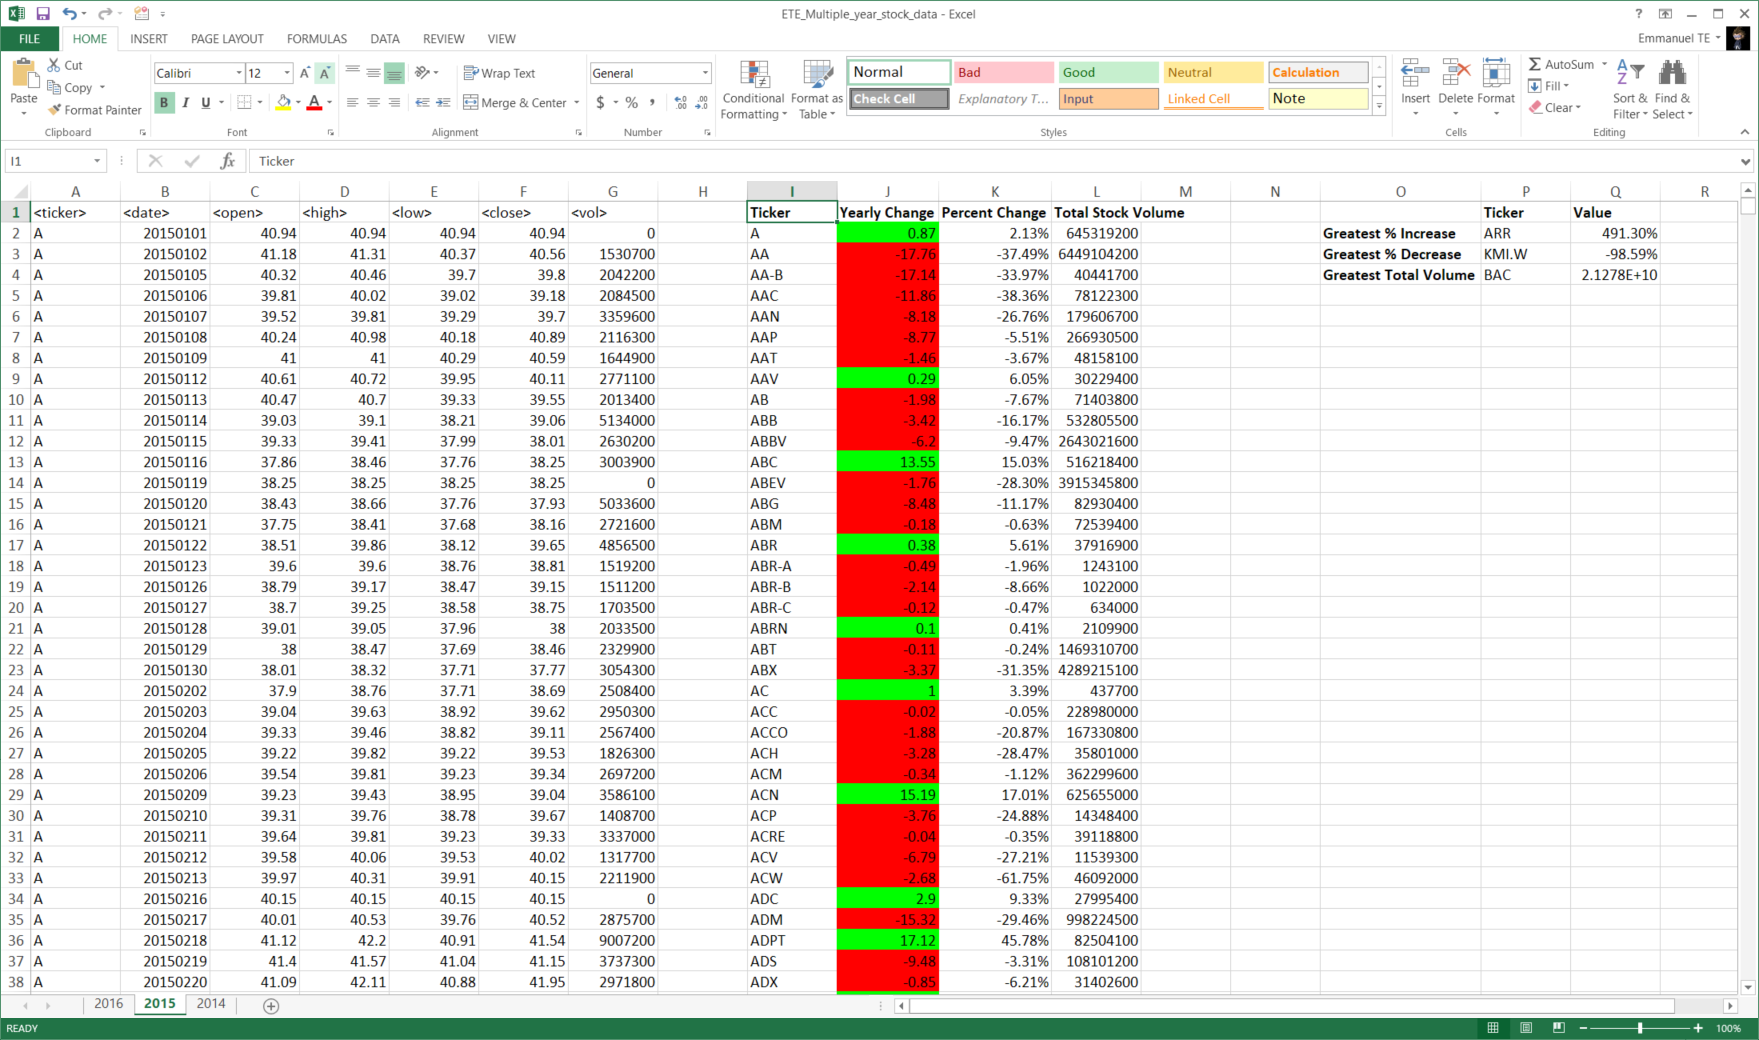 ETE_Multiple_year_stock_data - Excel
FILE HOME INSERT PAGE LAYOUT FORMULAS DATA REVIEW VIEW Emmanuel TE
Paste Cut Copy Format Painter Clipboard
Calibri 12 B I U Font
Wrap Text Merge & Center Alignment
General $ % , Number
Conditional Formatting Format as Table
Normal Bad Good Neutral Calculation
Check Cell Explanatory T... Input Linked Cell Note
Styles
Insert Delete Format Cells
AutoSum Fill Clear Sort & Filter Find & Select Editing
I1 fx Ticker
A B C D E F G H I J K L M N O P Q R
1 <ticker> <date> <open> <high> <low> <close> <vol> Ticker Yearly Change Percent Change Total Stock Volume Ticker Value
2 A 20150101 40.94 40.94 40.94 40.94 0 A 0.87 2.13% 645319200 Greatest % Increase ARR 491.30%
3 A 20150102 41.18 41.31 40.37 40.56 1530700 AA -17.76 -37.49% 6449104200 Greatest % Decrease KMI.W -98.59%
4 A 20150105 40.32 40.46 39.7 39.8 2042200 AA-B -17.14 -33.97% 40441700 Greatest Total Volume BAC 2.1278E+10
5 A 20150106 39.81 40.02 39.02 39.18 2084500 AAC -11.86 -38.36% 78122300
6 A 20150107 39.52 39.81 39.29 39.7 3359600 AAN -8.18 -26.76% 179606700
7 A 20150108 40.24 40.98 40.18 40.89 2116300 AAP -8.77 -5.51% 266930500
8 A 20150109 41 41 40.29 40.59 1644900 AAT -1.46 -3.67% 48158100
9 A 20150112 40.61 40.72 39.95 40.11 2771100 AAV 0.29 6.05% 30229400
10 A 20150113 40.47 40.7 39.33 39.55 2013400 AB -1.98 -7.67% 71403800
11 A 20150114 39.03 39.1 38.21 39.06 5134000 ABB -3.42 -16.17% 532805500
12 A 20150115 39.33 39.41 37.99 38.01 2630200 ABBV -6.2 -9.47% 2643021600
13 A 20150116 37.86 38.46 37.76 38.25 3003900 ABC 13.55 15.03% 516218400
14 A 20150119 38.25 38.25 38.25 38.25 0 ABEV -1.76 -28.30% 3915345800
15 A 20150120 38.43 38.66 37.76 37.93 5033600 ABG -8.48 -11.17% 82930400
16 A 20150121 37.75 38.41 37.68 38.16 2721600 ABM -0.18 -0.63% 72539400
17 A 20150122 38.51 39.86 38.12 39.65 4856500 ABR 0.38 5.61% 37916900
18 A 20150123 39.6 39.6 38.76 38.81 1519200 ABR-A -0.49 -1.96% 1243100
19 A 20150126 38.79 39.17 38.47 39.15 1511200 ABR-B -2.14 -8.66% 1022000
20 A 20150127 38.7 39.25 38.58 38.75 1703500 ABR-C -0.12 -0.47% 634000
21 A 20150128 39.01 39.05 37.96 38 2033500 ABRN 0.1 0.41% 2109900
22 A 20150129 38 38.47 37.69 38.46 2329900 ABT -0.11 -0.24% 1469310700
23 A 20150130 38.01 38.32 37.71 37.77 3054300 ABX -3.37 -31.35% 4289215100
24 A 20150202 37.9 38.76 37.71 38.69 2508400 AC 1 3.39% 437700
25 A 20150203 39.04 39.63 38.92 39.62 2950300 ACC -0.02 -0.05% 228980000
26 A 20150204 39.33 39.46 38.82 39.11 2567400 ACCO -1.88 -20.87% 167330800
27 A 20150205 39.22 39.82 39.22 39.53 1826300 ACH -3.28 -28.47% 35801000
28 A 20150206 39.54 39.81 39.23 39.34 2697200 ACM -0.34 -1.12% 362299600
29 A 20150209 39.23 39.43 38.95 39.04 3586100 ACN 15.19 17.01% 625655000
30 A 20150210 39.31 39.76 38.78 39.67 1408700 ACP -3.76 -24.88% 14348400
31 A 20150211 39.64 39.81 39.23 39.33 3337000 ACRE -0.04 -0.35% 39118800
32 A 20150212 39.58 40.06 39.53 40.02 1317700 ACV -6.79 -27.21% 11539300
33 A 20150213 39.97 40.31 39.91 40.15 2211900 ACW -2.68 -61.75% 46092000
34 A 20150216 40.15 40.15 40.15 40.15 0 ADC 2.9 9.33% 27995400
35 A 20150217 40.01 40.53 39.76 40.52 2875700 ADM -15.32 -29.46% 998224500
36 A 20150218 41.12 42.2 40.91 41.54 9007200 ADPT 17.12 45.78% 82504100
37 A 20150219 41.4 41.57 41.04 41.15 3737300 ADS -9.48 -3.31% 108101200
38 A 20150220 41.09 42.11 40.88 41.95 2971800 ADX -0.85 -6.21% 31402600
2016 2015 2014
READY 100%